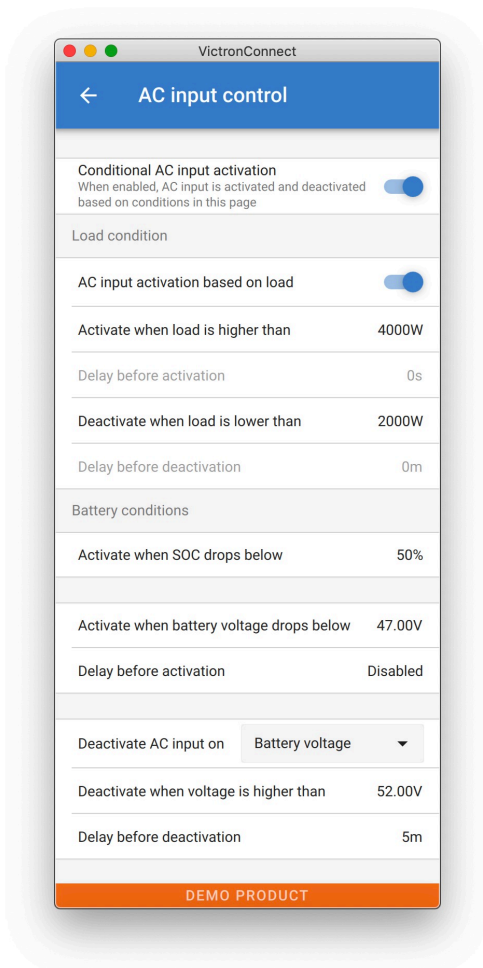 VictronConnect
AC input control
Conditional AC input activation
When enabled, AC input is activated and deactivated
based on conditions in this page
Load condition
AC input activation based on load
Activate when load is higher than 4000W
Delay before activation 0s
Deactivate when load is lower than 2000W
Delay before deactivation 0m
Battery conditions
Activate when SOC drops below 50%
Activate when battery voltage drops below 47.00V
Delay before activation Disabled
Deactivate AC input on Battery voltage
Deactivate when voltage is higher than 52.00V
Delay before deactivation 5m
DEMO PRODUCT